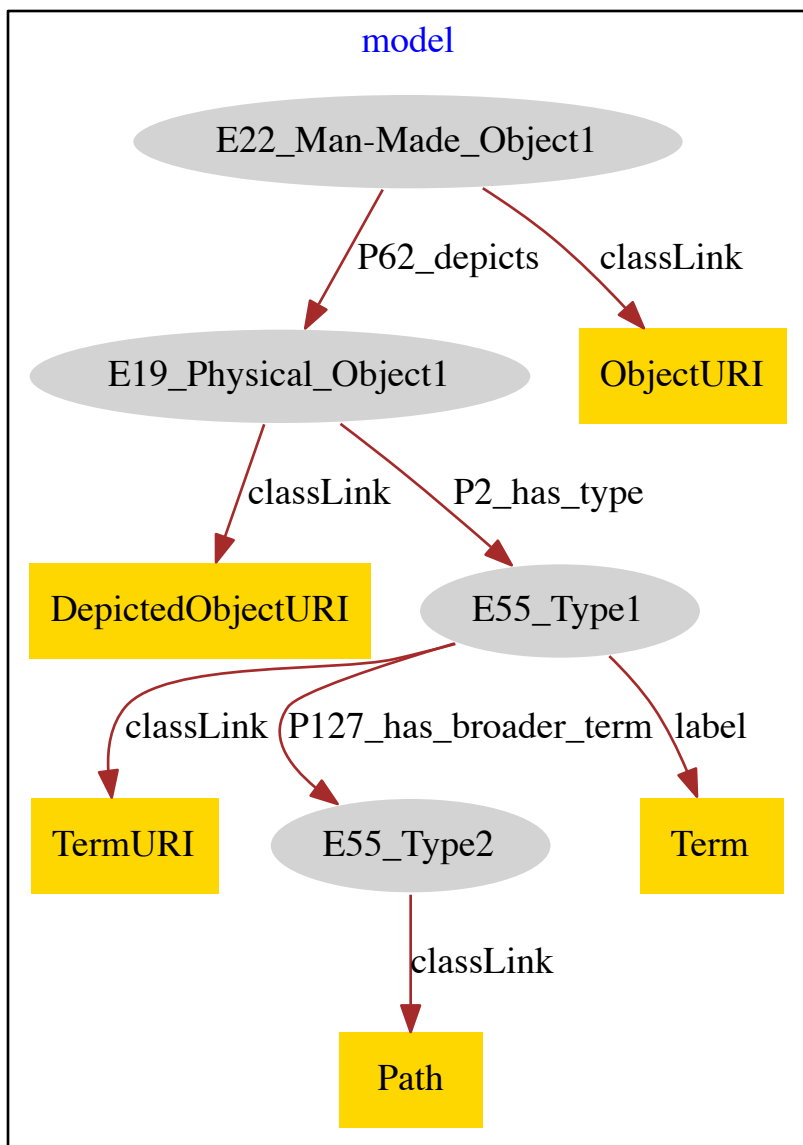 model
E22_Man-Made_Object1
P62_depicts
classLink
E19_Physical_Object1
ObjectURI
classLink
P2_has_type
DepictedObjectURI
E55_Type1
classLink
P127_has_broader_term
label
TermURI
E55_Type2
Term
classLink
Path